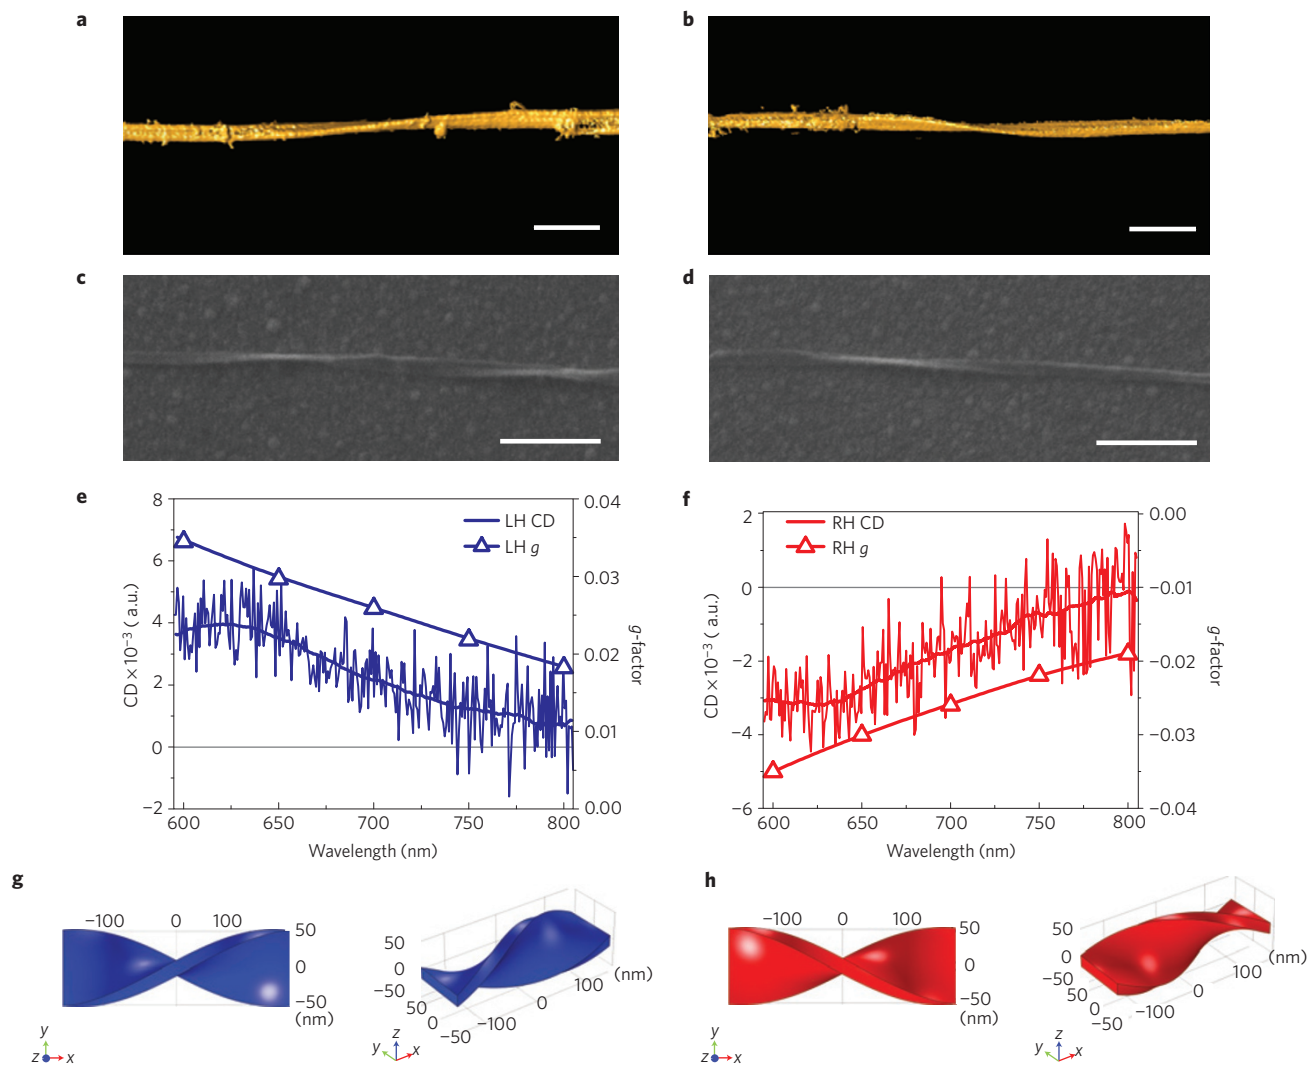 a
b
c
d
e
CD × 10⁻³ ( a.u.)
8
6
4
2
0
−2
LH CD
LH g
0.04
0.03
0.02
0.01
0.00
g-factor
600 650 700 750 800
Wavelength (nm)
f
CD × 10⁻³ ( a.u.)
2
0
−2
−4
−6
RH CD
RH g
0.00
−0.01
−0.02
−0.03
−0.04
g-factor
600 650 700 750 800
Wavelength (nm)
g
−100 0 100
50
0
−50
(nm)
y
z x
50
0
−50
50
0
−50
−100
0
100
(nm)
z
y x
h
−100 0 100
50
0
−50
(nm)
y
z x
50
0
−50
50
0
−50
−100
0
100
(nm)
z
y x